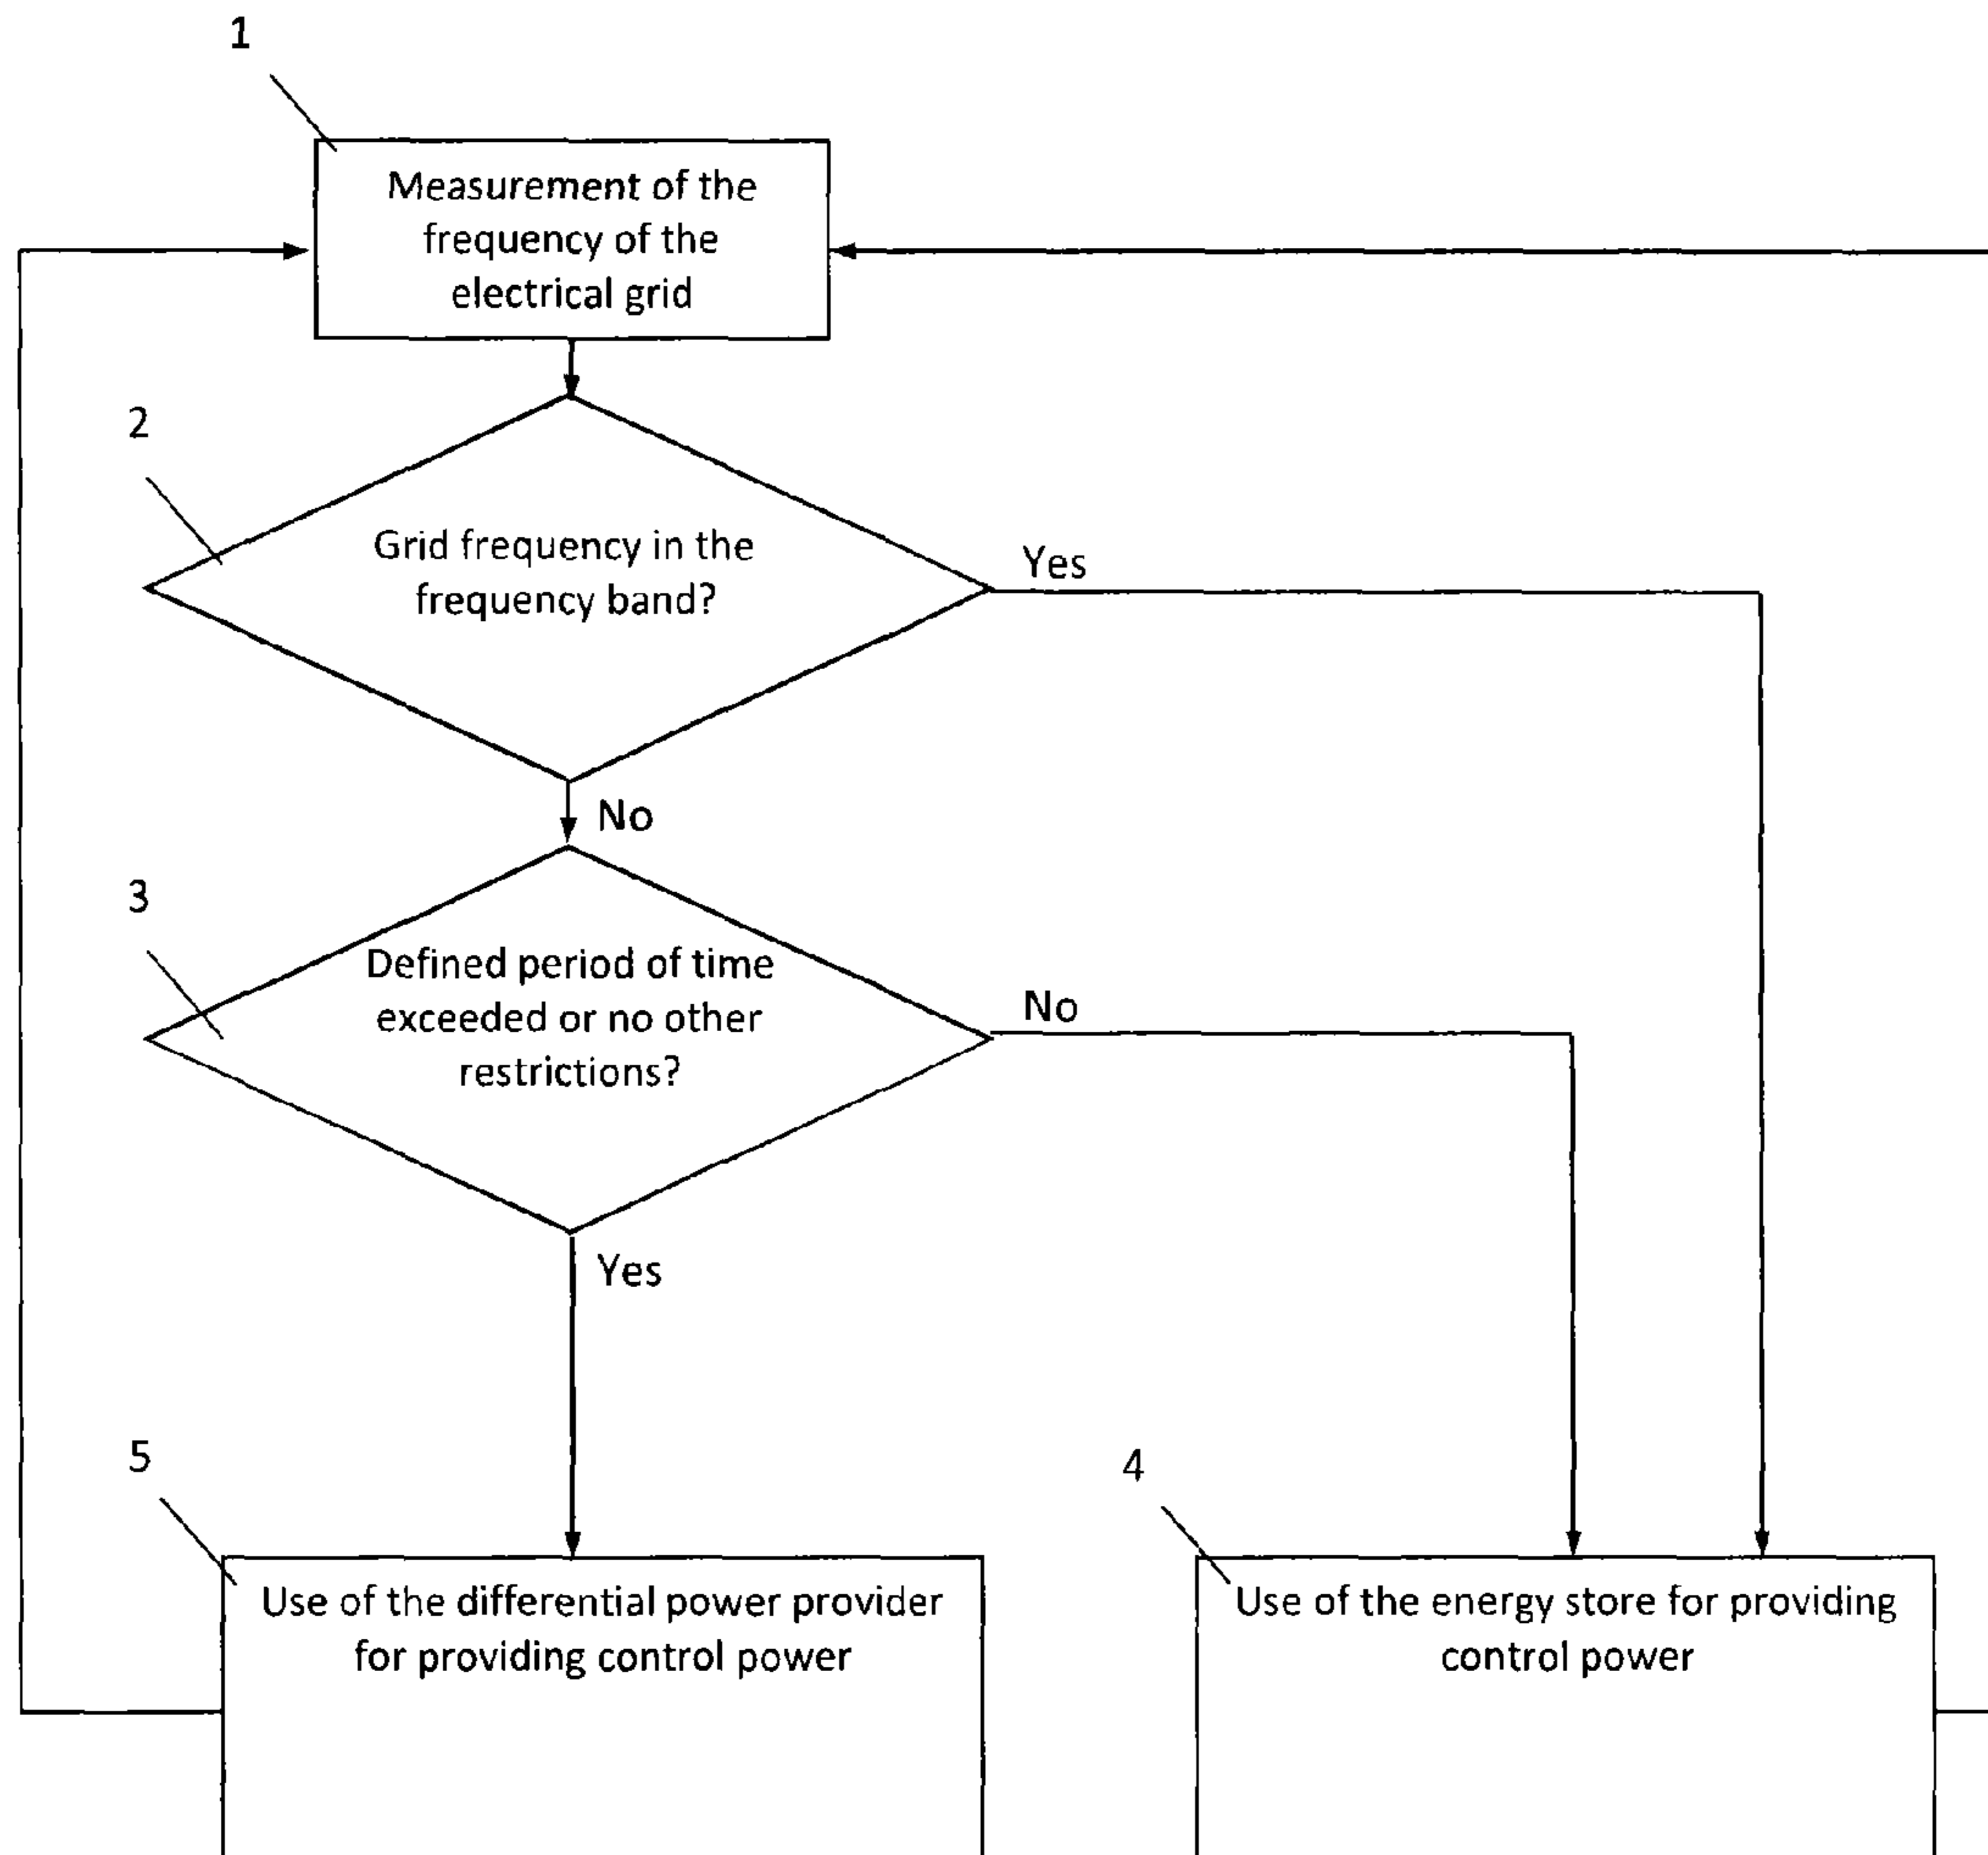 1
Measurement of the
frequency of the
electrical grid
2
Grid frequency in the
frequency band?
Yes
No
3
Defined period of time
exceeded or no other
restrictions?
No
Yes
5
Use of the differential power provider
for providing control power
4
Use of the energy store for providing
control power